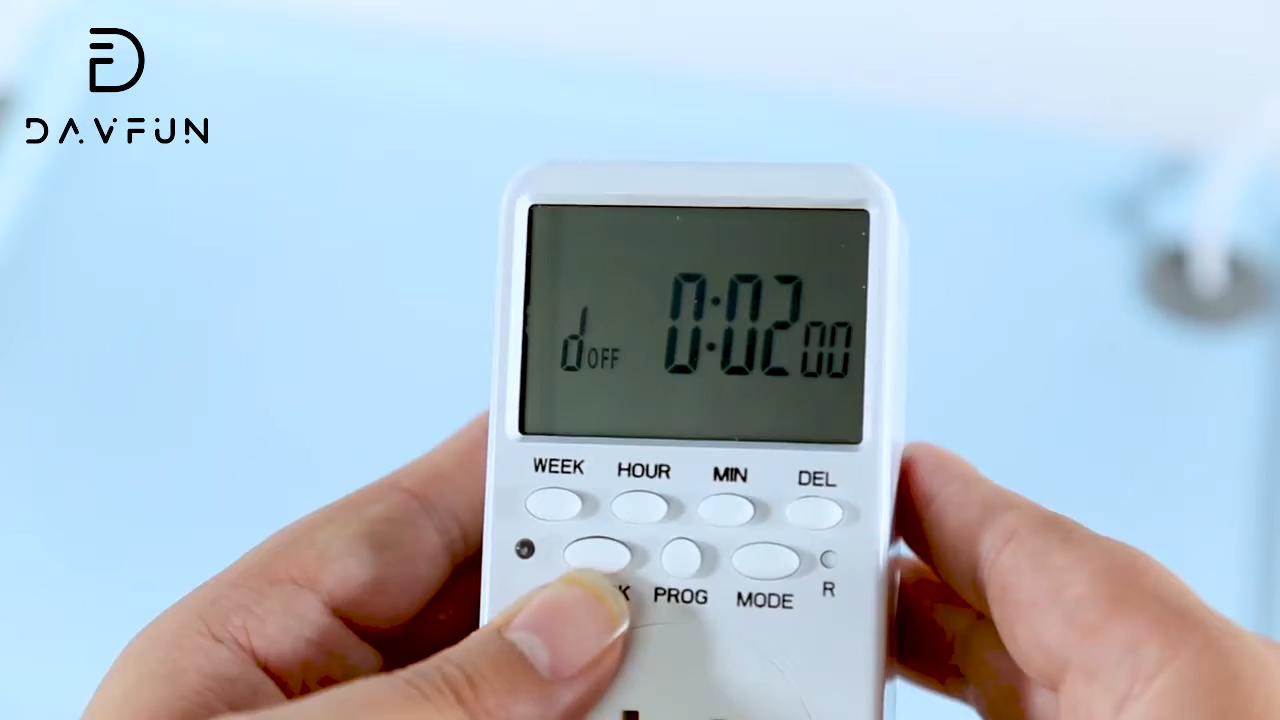 DAVFUN
0:02 00
d OFF
WEEK HOUR MIN DEL
K PROG MODE R